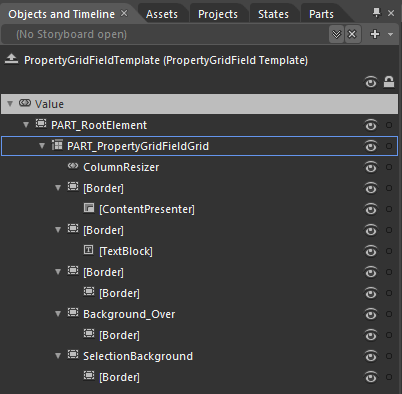 Objects and Timeline × Assets Projects States Parts
(No Storyboard open)
PropertyGridFieldTemplate (PropertyGridField Template)
Value
PART_RootElement
PART_PropertyGridFieldGrid
ColumnResizer
[Border]
[ContentPresenter]
[Border]
[TextBlock]
[Border]
[Border]
Background_Over
[Border]
SelectionBackground
[Border]